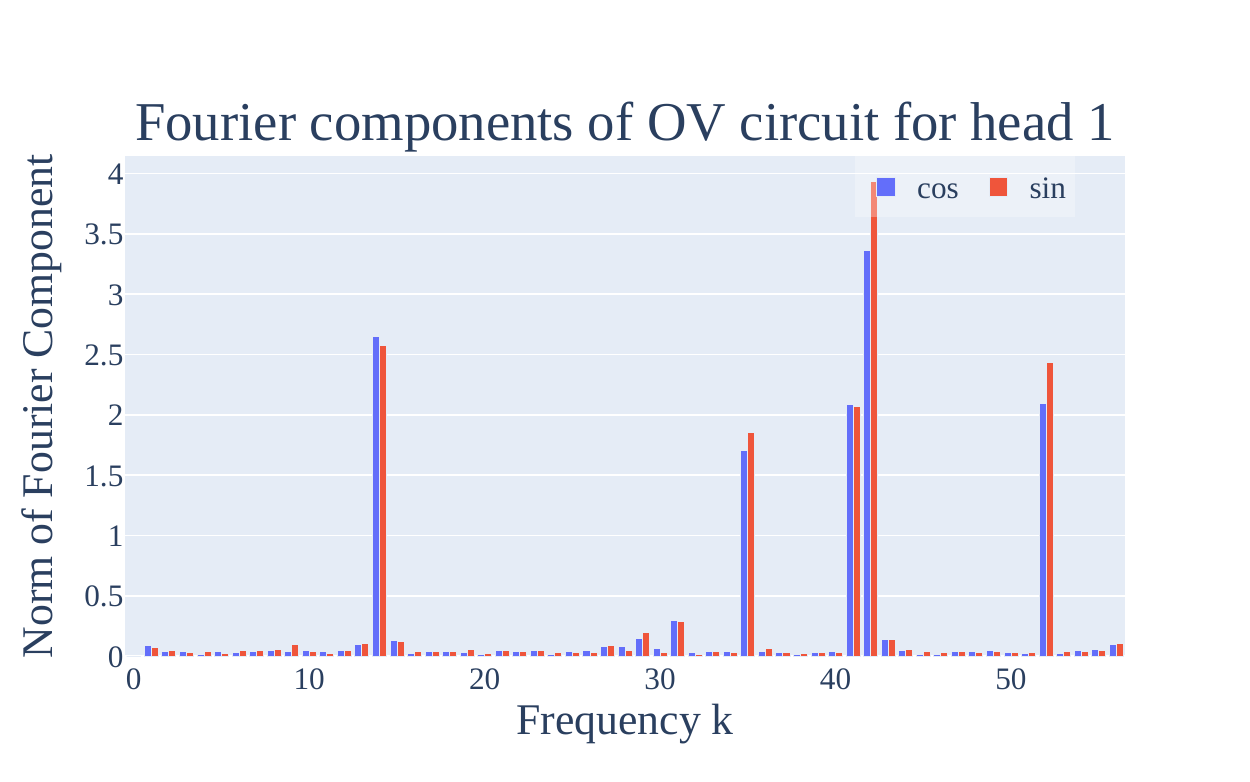 Fourier components of OV circuit for head 1
Norm of Fourier Component
4
3.5
3
2.5
2
1.5
1
0.5
0
cos
sin
0 10 20 30 40 50
Frequency k